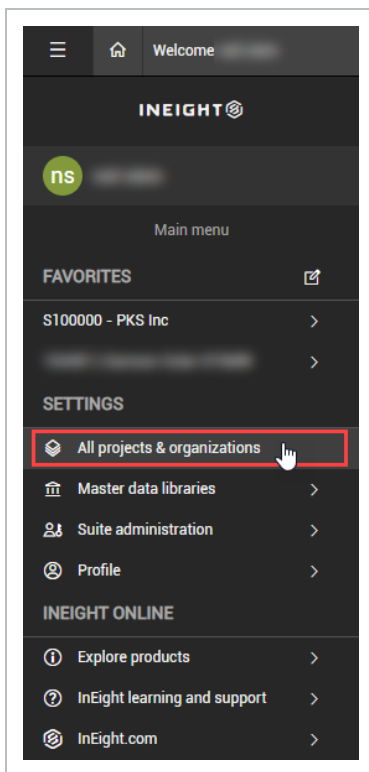 Welcome
INEIGHT
ns
Main menu
FAVORITES
S100000 - PKS Inc
SETTINGS
All projects & organizations
Master data libraries
Suite administration
Profile
INEIGHT ONLINE
Explore products
InEight learning and support
InEight.com